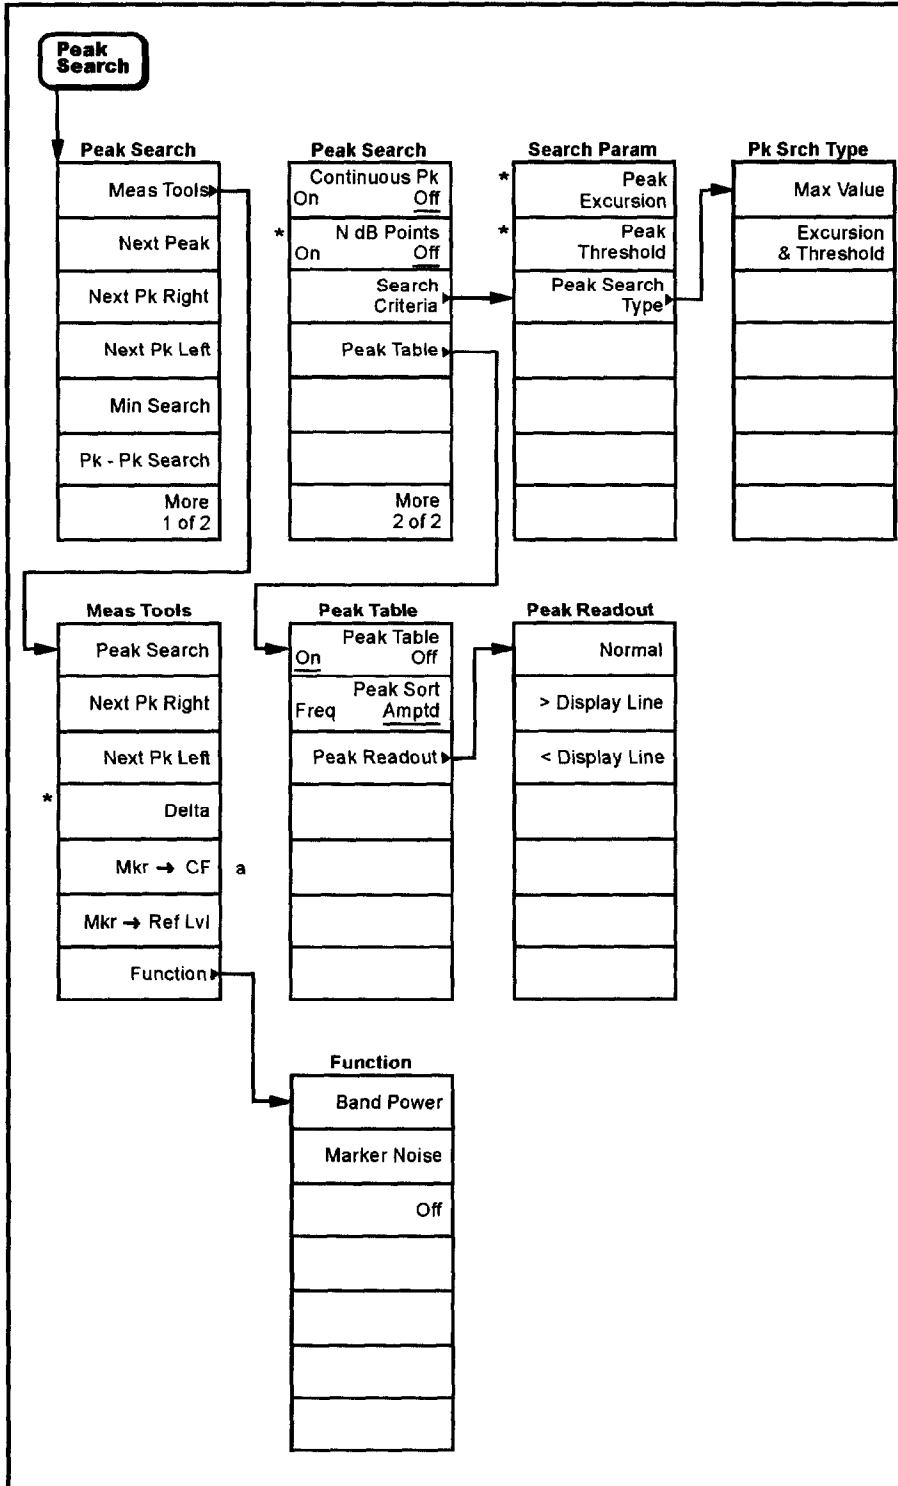 Peak
Search
Peak Search
Meas Tools
Next Peak
Next Pk Right
Next Pk Left
Min Search
Pk - Pk Search
More
1 of 2
Peak Search
Continuous Pk
On Off
* N dB Points
On Off
Search
Criteria
Peak Table
More
2 of 2
Search Param
* Peak
Excursion
* Peak
Threshold
Peak Search
Type
Pk Srch Type
Max Value
Excursion
& Threshold
Meas Tools
Peak Search
Next Pk Right
Next Pk Left
* Delta
Mkr → CF a
Mkr → Ref Lvl
Function
Peak Table
Peak Table
On Off
Peak Sort
Freq Amptd
Peak Readout
Peak Readout
Normal
> Display Line
< Display Line
Function
Band Power
Marker Noise
Off